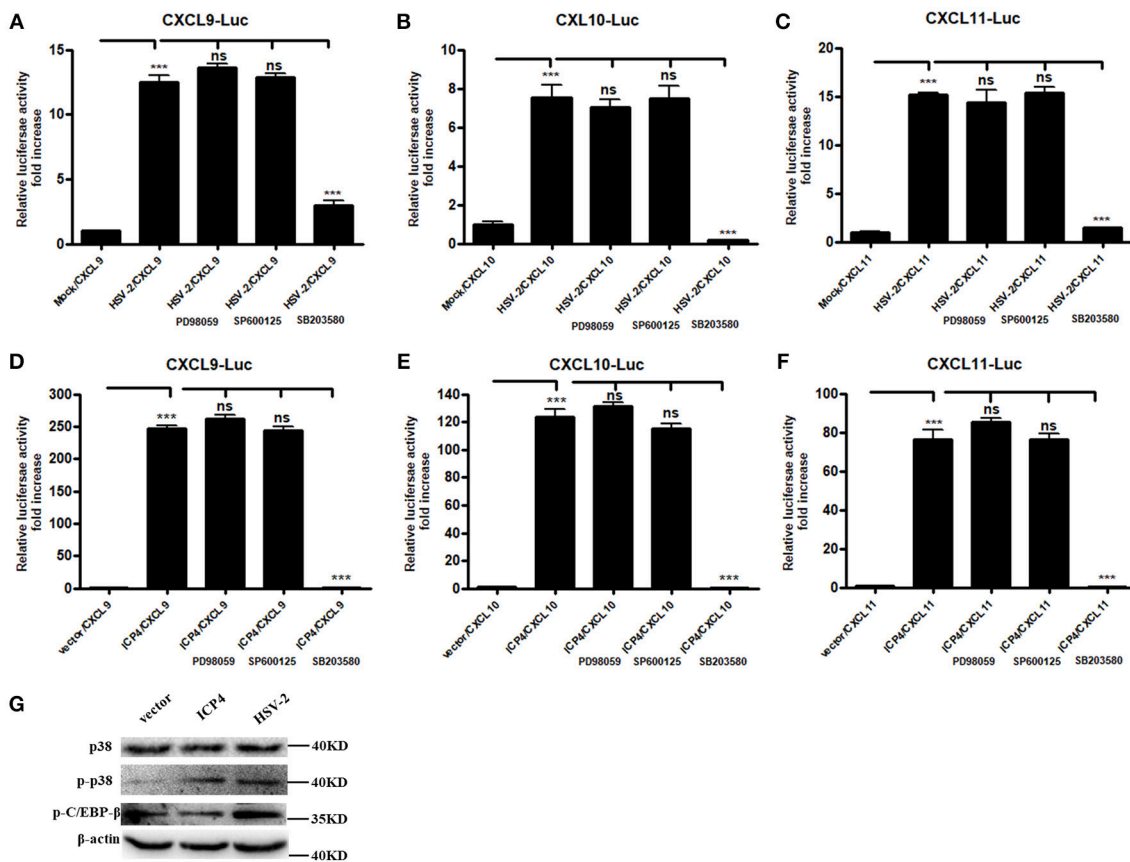 A
CXCL9-Luc
Relative lucifersae activity
fold increase
15
10
5
0
***
ns
ns
***
Mock/CXCL9
HSV-2/CXCL9
HSV-2/CXCL9
HSV-2/CXCL9
HSV-2/CXCL9
PD98059
SP600125
SB203580
B
CXL10-Luc
Relative lucifersae activity
fold increase
10
8
6
4
2
0
***
ns
ns
***
Mock/CXCL10
HSV-2/CXCL10
HSV-2/CXCL10
HSV-2/CXCL10
HSV-2/CXCL10
PD98059
SP600125
SB203580
C
CXCL11-Luc
Relative lucifersae activity
fold increase
20
15
10
5
0
***
ns
ns
***
Mock/CXCL11
HSV-2/CXCL11
HSV-2/CXCL11
HSV-2/CXCL11
HSV-2/CXCL11
PD98059
SP600125
SB203580
D
CXCL9-Luc
Relative lucifersae activity
fold increase
300
250
200
150
100
50
0
***
ns
ns
***
vector/CXCL9
ICP4/CXCL9
ICP4/CXCL9
ICP4/CXCL9
ICP4/CXCL9
PD98059
SP600125
SB203580
E
CXCL10-Luc
Relative lucifersae activity
fold increase
140
120
100
80
60
40
20
0
***
ns
ns
***
vector/CXCL10
ICP4/CXCL10
ICP4/CXCL10
ICP4/CXCL10
ICP4/CXCL10
PD98059
SP600125
SB203580
F
CXCL11-Luc
Relative lucifersae activity
fold increase
100
80
60
40
20
0
***
ns
ns
***
vector/CXCL11
ICP4/CXCL11
ICP4/CXCL11
ICP4/CXCL11
ICP4/CXCL11
PD98059
SP600125
SB203580
G
vector ICP4 HSV-2
p38 40KD
p-p38 40KD
p-C/EBP-β 35KD
β-actin 40KD